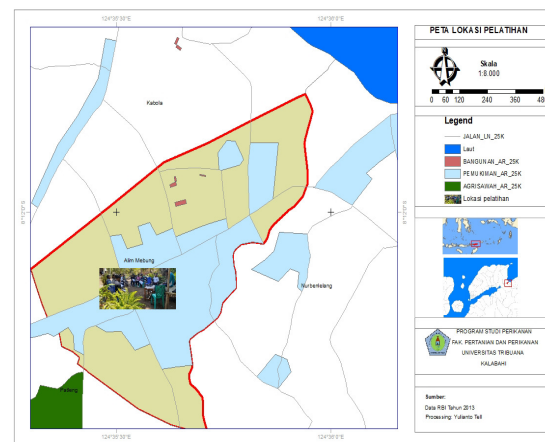 PETA LOKASI PELATIHAN
124°35'30"E
124°36'0"E
Kabola
Skala
1:8.000
0 60 120 240 360 480
Legend
JALAN_LN_25K
Laut
BANGUNAN_AR_25K
PEMUKIMAN_AR_25K
AGRISAWAH_AR_25K
Lokasi pelatihan
Alim Mebung
Nurbenlelang
PROGRAM STUDI PERIKANAN
FAK. PERTANIAN DAN PERIKANAN
UNIVERSITAS TRIBUANA
KALABAHI
Sumber:
Data RBI Tahun 2013
Processing: Yulianto Tell
124°35'30"E
124°36'0"E